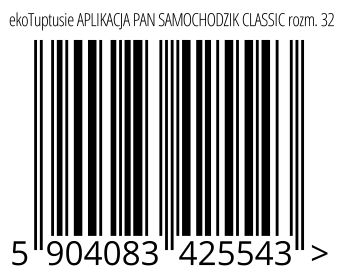 ekoTuptusie APLIKACJA PAN SAMOCHODZIK CLASSIC rozm. 32
5 904083 425543 >